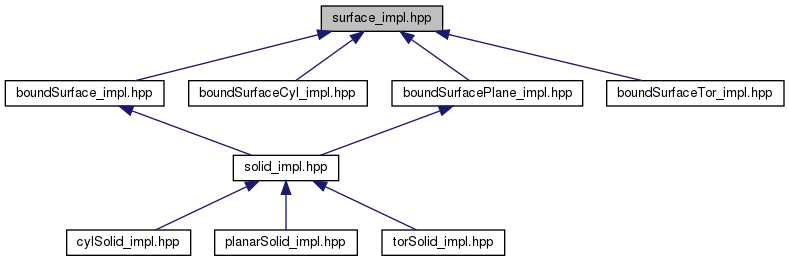 surface_impl.hpp
boundSurface_impl.hpp
boundSurfaceCyl_impl.hpp
boundSurfacePlane_impl.hpp
boundSurfaceTor_impl.hpp
solid_impl.hpp
cylSolid_impl.hpp
planarSolid_impl.hpp
torSolid_impl.hpp